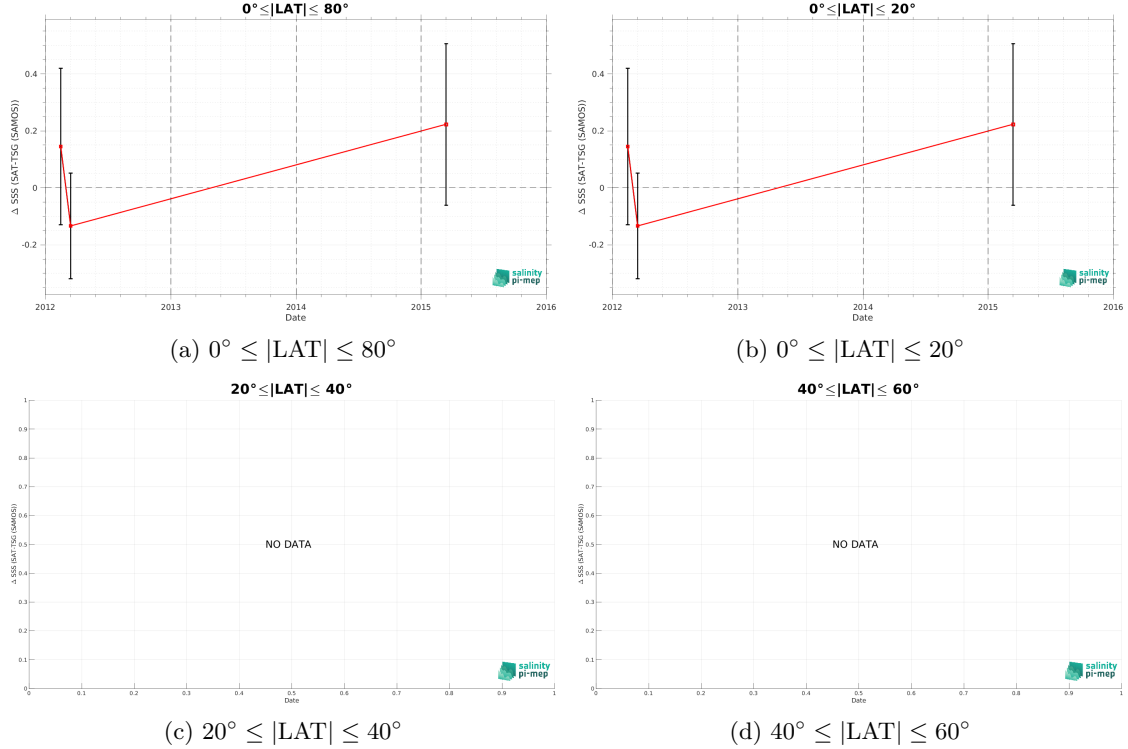 0°≤|LAT|≤ 80°
Δ SSS (SAT-TSG (SAMOS))
0.4
0.2
0
-0.2
2012 2013 2014 2015 2016
Date
salinity
pi-mep
(a) 0° ≤ |LAT| ≤ 80°
0°≤|LAT|≤ 20°
Δ SSS (SAT-TSG (SAMOS))
0.4
0.2
0
-0.2
2012 2013 2014 2015 2016
Date
salinity
pi-mep
(b) 0° ≤ |LAT| ≤ 20°
20°≤|LAT|≤ 40°
Δ SSS (SAT-TSG (SAMOS))
1
0.9
0.8
0.7
0.6
0.5
0.4
0.3
0.2
0.1
0
NO DATA
0 0.1 0.2 0.3 0.4 0.5 0.6 0.7 0.8 0.9 1
Date
salinity
pi-mep
(c) 20° ≤ |LAT| ≤ 40°
40°≤|LAT|≤ 60°
Δ SSS (SAT-TSG (SAMOS))
1
0.9
0.8
0.7
0.6
0.5
0.4
0.3
0.2
0.1
0
NO DATA
0 0.1 0.2 0.3 0.4 0.5 0.6 0.7 0.8 0.9 1
Date
salinity
pi-mep
(d) 40° ≤ |LAT| ≤ 60°